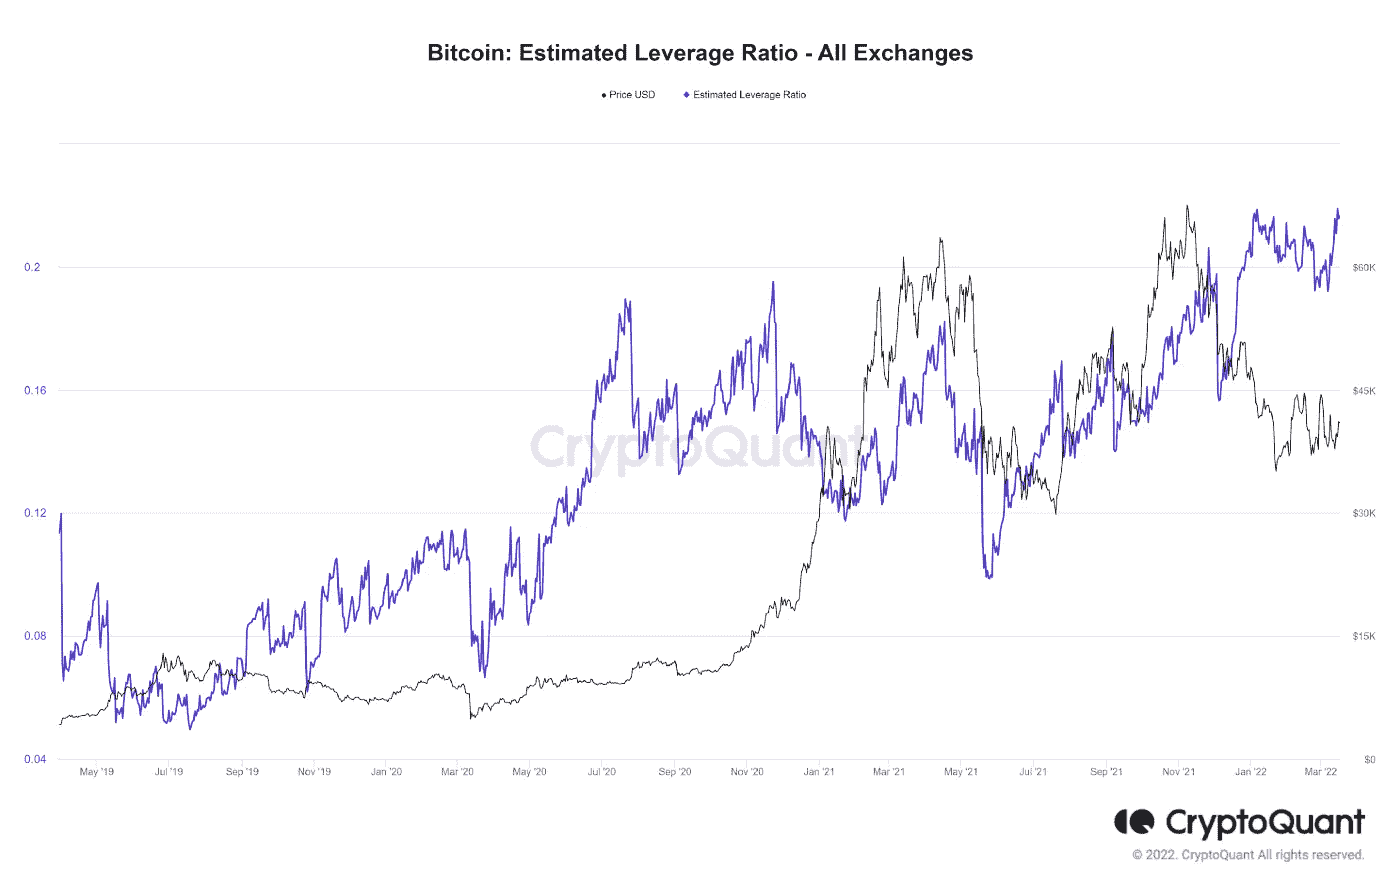 Bitcoin: Estimated Leverage Ratio - All Exchanges
Price USD Estimated Leverage Ratio
0.2 $60K
0.16 $45K
CryptoQuant
0.12 $30K
0.08 $15K
0.04 $0
May '19 Jul '19 Sep '19 Nov '19 Jan '20 Mar '20 May '20 Jul '20 Sep '20 Nov '20 Jan '21 Mar '21 May '21 Jul '21 Sep '21 Nov '21 Jan '22 Mar '22
CryptoQuant
© 2022. CryptoQuant All rights reserved.